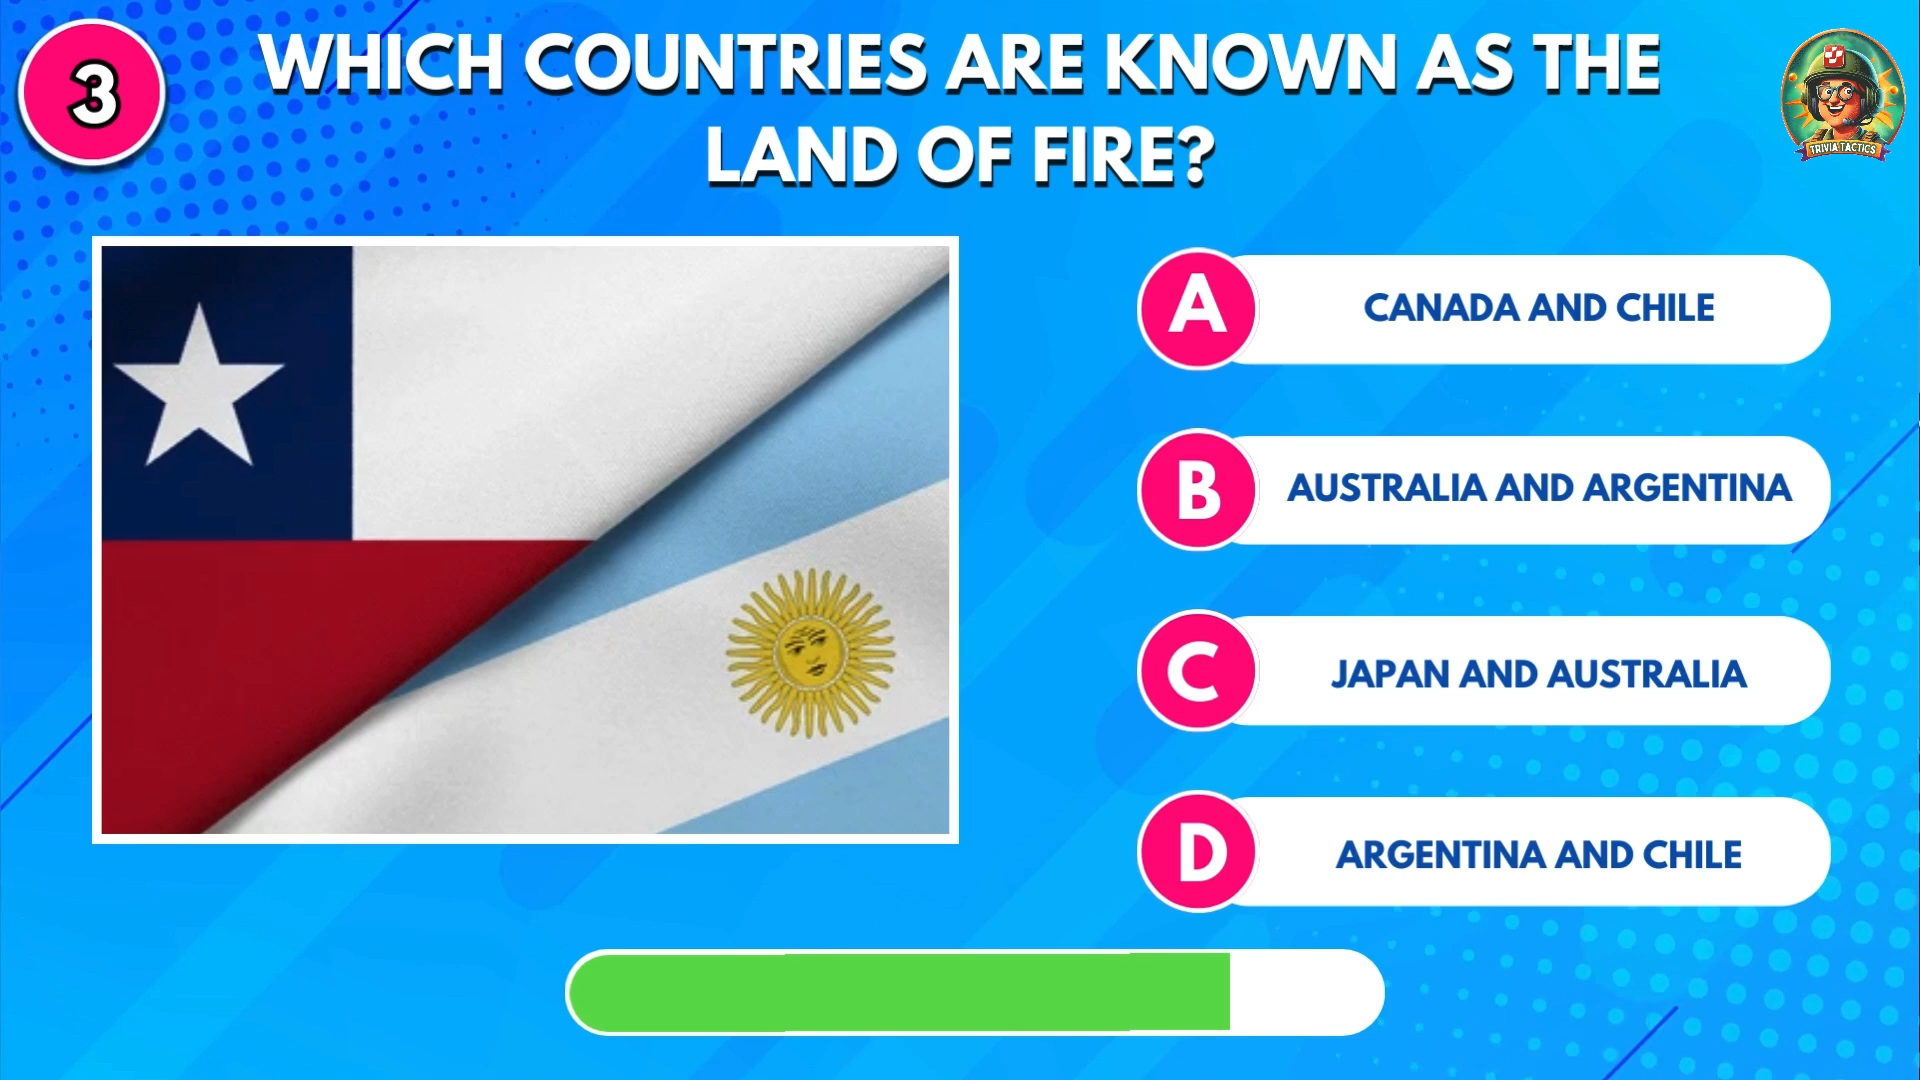 3
WHICH COUNTRIES ARE KNOWN AS THE
LAND OF FIRE?
TRIVIA TACTICS
A
CANADA AND CHILE
B
AUSTRALIA AND ARGENTINA
C
JAPAN AND AUSTRALIA
D
ARGENTINA AND CHILE